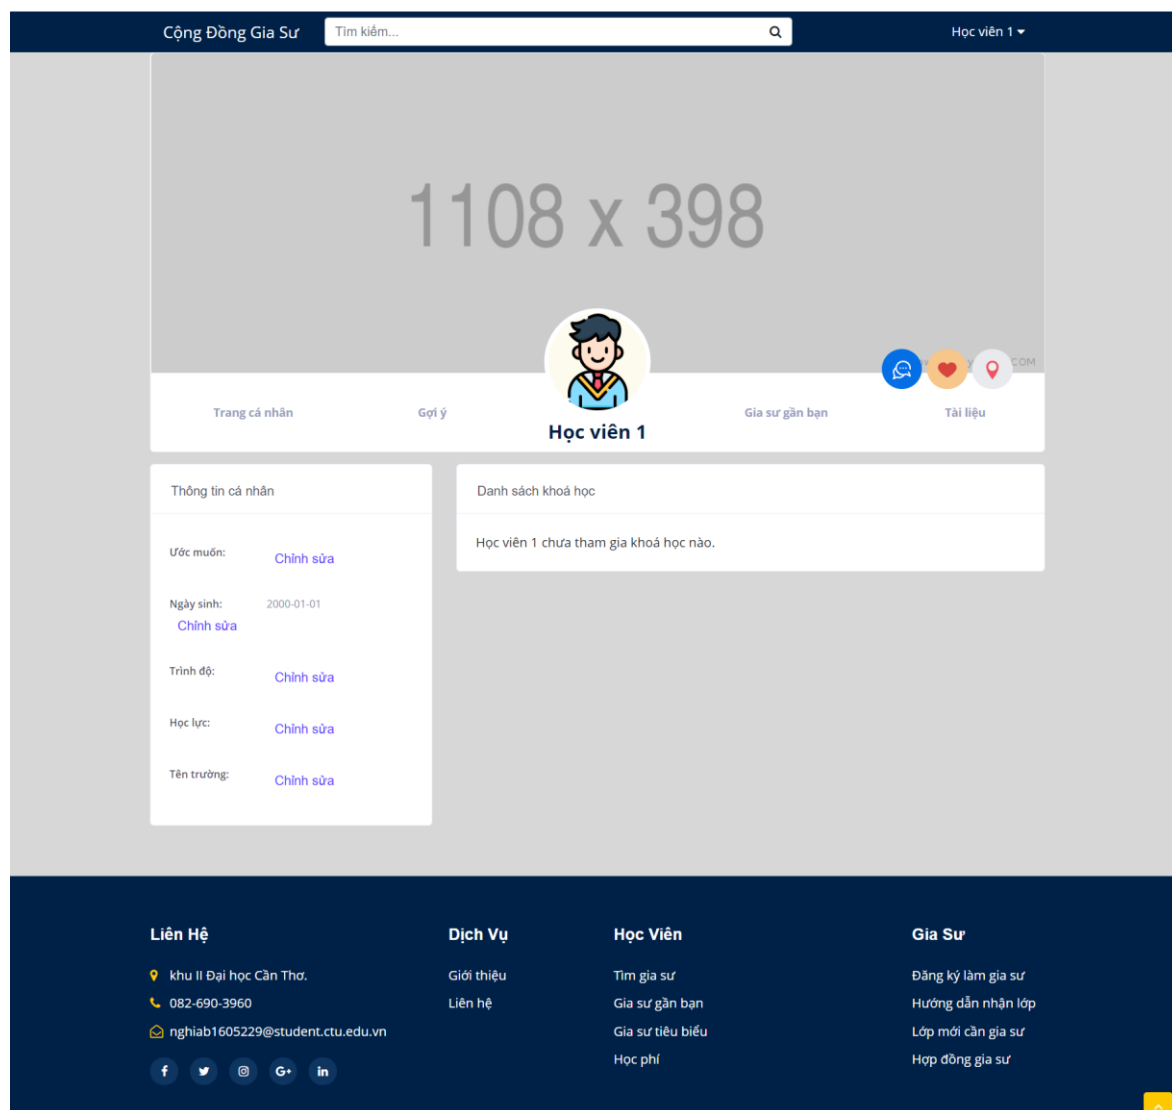 Cộng Đồng Gia Sư
Tìm kiếm...
Học viên 1
1108 x 398
COM
Trang cá nhân
Gợi ý
Học viên 1
Gia sư gần bạn
Tài liệu
Thông tin cá nhân
Ước muốn: Chỉnh sửa
Ngày sinh: 2000-01-01
Chỉnh sửa
Trình độ: Chỉnh sửa
Học lực: Chỉnh sửa
Tên trường: Chỉnh sửa
Danh sách khoá học
Học viên 1 chưa tham gia khoá học nào.
Liên Hệ
khu II Đại học Cần Thơ.
082-690-3960
nghiab1605229@student.ctu.edu.vn
Dịch Vụ
Giới thiệu
Liên hệ
Học Viên
Tìm gia sư
Gia sư gần bạn
Gia sư tiêu biểu
Học phí
Gia Sư
Đăng ký làm gia sư
Hướng dẫn nhận lớp
Lớp mới cần gia sư
Hợp đồng gia sư